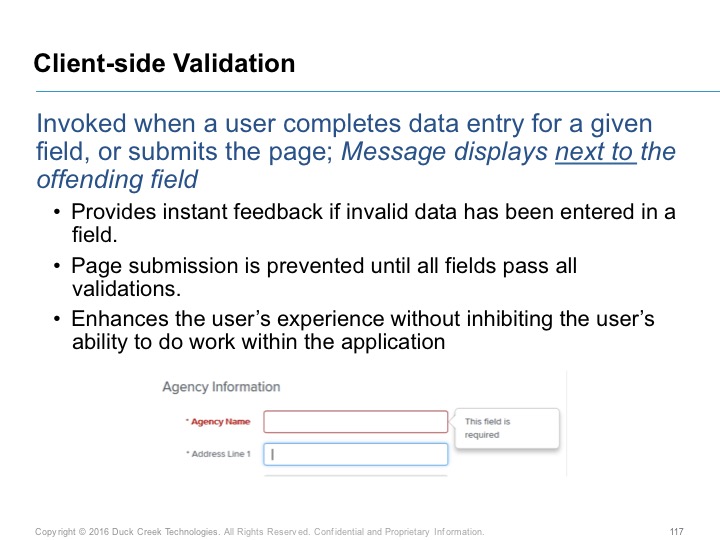 Client-side Validation
Invoked when a user completes data entry for a given
field, or submits the page; Message displays next to the
offending field
• Provides instant feedback if invalid data has been entered in a
field.
• Page submission is prevented until all fields pass all
validations.
• Enhances the user’s experience without inhibiting the user’s
ability to do work within the application
Agency Information
* Agency Name
This field is
required
* Address Line 1
Copyright © 2016 Duck Creek Technologies. All Rights Reserved. Confidential and Proprietary Information.
117